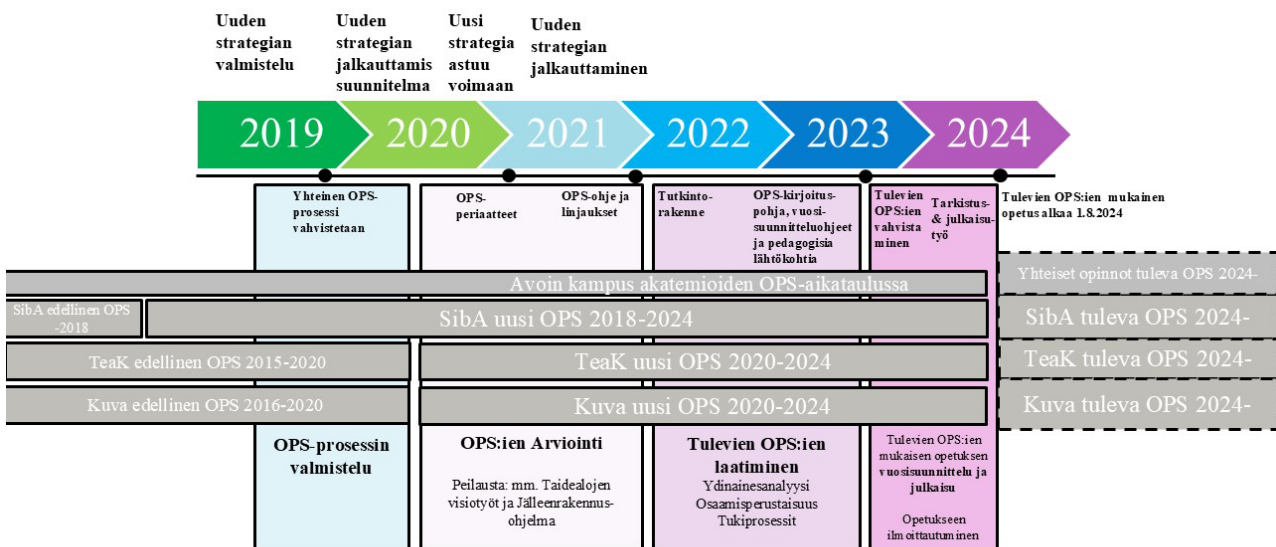 Uuden
strategian
valmistelu
Uuden
strategian
jalkauttamis
suunnitelma
Uusi
strategia
astuu
voimaan
Uuden
strategian
jalkauttaminen
2019
2020
2021
2022
2023
2024
Yhteinen OPS-
prosessi
vahvistetaan
OPS-
periaatteet
OPS-ohje ja
linjaukset
Tutkinto-
rakenne
OPS-kirjoitus-
pohja, vuosi-
suunnitteluohjeet
ja pedagogisia
lähtökohtia
Tulevien
OPS:ien
vahvista
minen
Tarkistus-
& julkaisu-
työ
Tulevien OPS:ien mukainen
opetus alkaa 1.8.2024
Avoin kampus akatemioiden OPS-aikataulussa
Yhteiset opinnot tuleva OPS 2024-
SibA edellinen OPS
-2018
SibA uusi OPS 2018-2024
SibA tuleva OPS 2024-
TeaK edellinen OPS 2015-2020
TeaK uusi OPS 2020-2024
TeaK tuleva OPS 2024-
Kuva edellinen OPS 2016-2020
Kuva uusi OPS 2020-2024
Kuva tuleva OPS 2024-
OPS-prosessin
valmistelu
OPS:ien Arviointi
Peilausta: mm. Taidealojen
visiotyöt ja Jälleenrakennus-
ohjelma
Tulevien OPS:ien
laatiminen
Ydinainesanalyysi
Osaamisperustaisuus
Tukiprosessit
Tulevien OPS:ien
mukaisen opetuksen
vuosisuunnittelu ja
julkaisu
Opetukseen
ilmoittautuminen